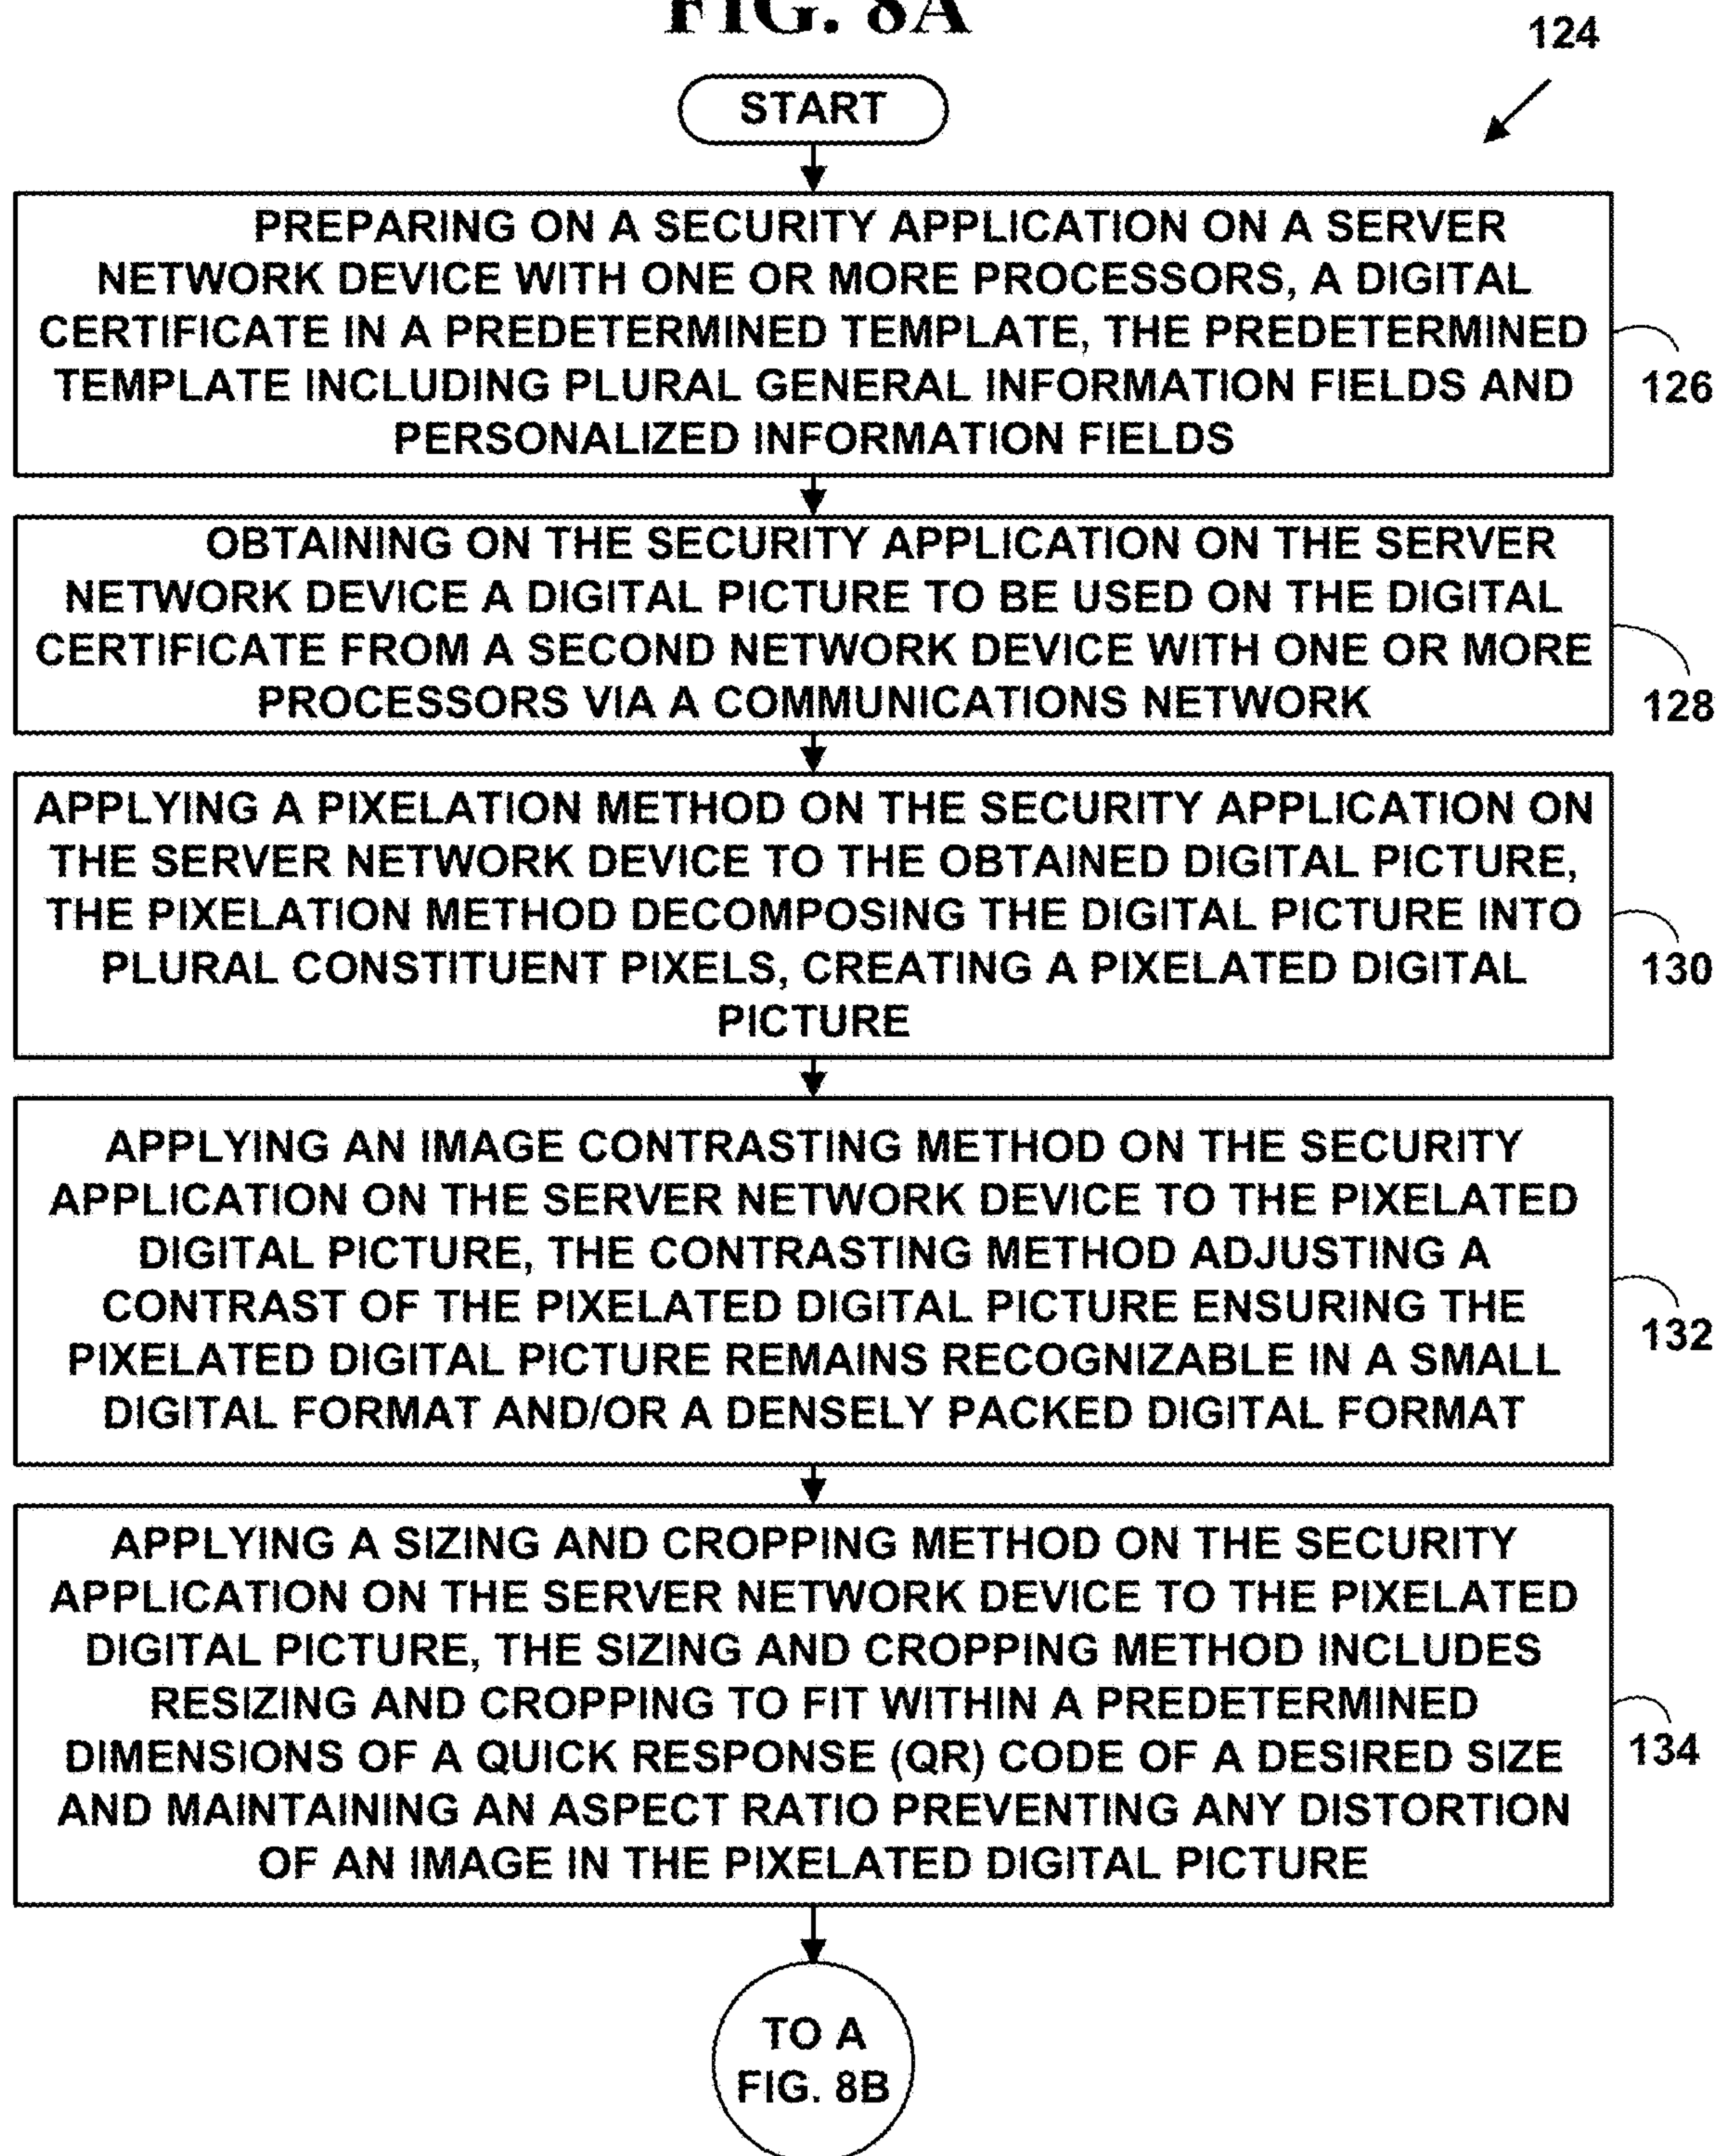 FIG. 8A
124
START
PREPARING ON A SECURITY APPLICATION ON A SERVER
NETWORK DEVICE WITH ONE OR MORE PROCESSORS, A DIGITAL
CERTIFICATE IN A PREDETERMINED TEMPLATE, THE PREDETERMINED
TEMPLATE INCLUDING PLURAL GENERAL INFORMATION FIELDS AND
PERSONALIZED INFORMATION FIELDS
126
OBTAINING ON THE SECURITY APPLICATION ON THE SERVER
NETWORK DEVICE A DIGITAL PICTURE TO BE USED ON THE DIGITAL
CERTIFICATE FROM A SECOND NETWORK DEVICE WITH ONE OR MORE
PROCESSORS VIA A COMMUNICATIONS NETWORK
128
APPLYING A PIXELATION METHOD ON THE SECURITY APPLICATION ON
THE SERVER NETWORK DEVICE TO THE OBTAINED DIGITAL PICTURE,
THE PIXELATION METHOD DECOMPOSING THE DIGITAL PICTURE INTO
PLURAL CONSTITUENT PIXELS, CREATING A PIXELATED DIGITAL
PICTURE
130
APPLYING AN IMAGE CONTRASTING METHOD ON THE SECURITY
APPLICATION ON THE SERVER NETWORK DEVICE TO THE PIXELATED
DIGITAL PICTURE, THE CONTRASTING METHOD ADJUSTING A
CONTRAST OF THE PIXELATED DIGITAL PICTURE ENSURING THE
PIXELATED DIGITAL PICTURE REMAINS RECOGNIZABLE IN A SMALL
DIGITAL FORMAT AND/OR A DENSELY PACKED DIGITAL FORMAT
132
APPLYING A SIZING AND CROPPING METHOD ON THE SECURITY
APPLICATION ON THE SERVER NETWORK DEVICE TO THE PIXELATED
DIGITAL PICTURE, THE SIZING AND CROPPING METHOD INCLUDES
RESIZING AND CROPPING TO FIT WITHIN A PREDETERMINED
DIMENSIONS OF A QUICK RESPONSE (QR) CODE OF A DESIRED SIZE
AND MAINTAINING AN ASPECT RATIO PREVENTING ANY DISTORTION
OF AN IMAGE IN THE PIXELATED DIGITAL PICTURE
134
TO A
FIG. 8B